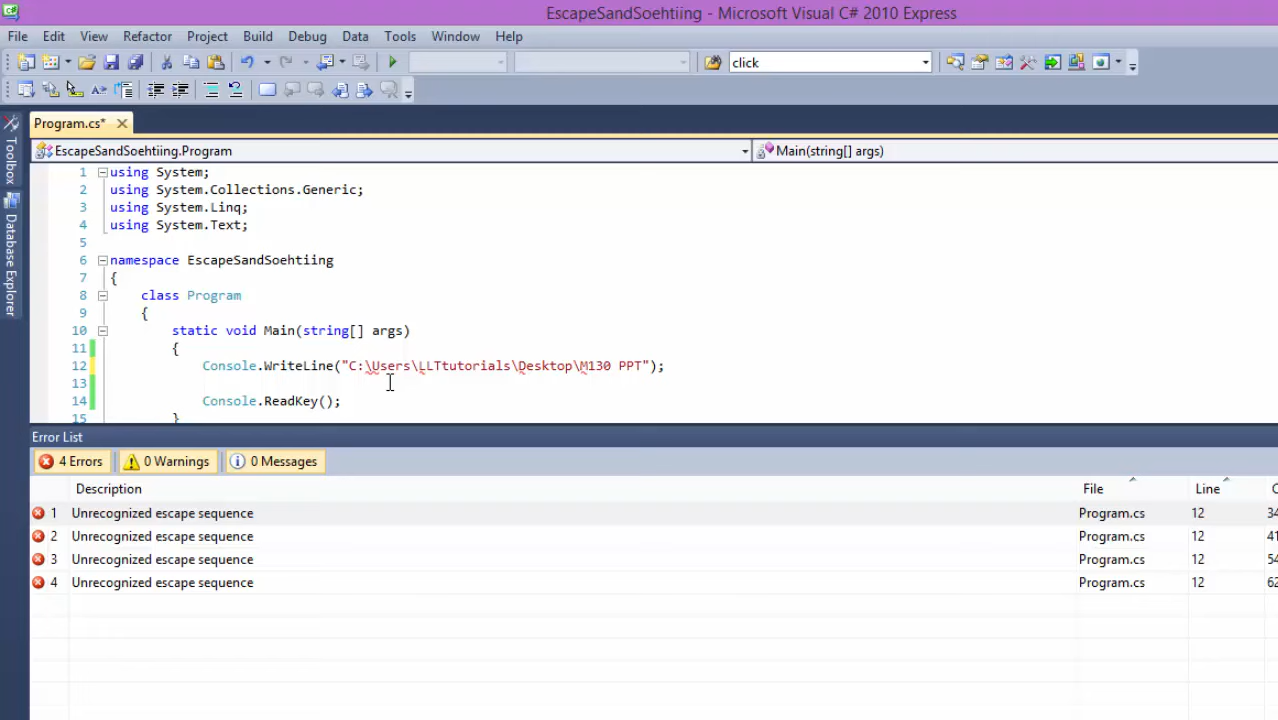 EscapeSandSoehtiing - Microsoft Visual C# 2010 Express
File Edit View Refactor Project Build Debug Data Tools Window Help
click
Toolbox
Database Explorer
Program.cs*
EscapeSandSoehtiing.Program Main(string[] args)
1 using System;
2 using System.Collections.Generic;
3 using System.Linq;
4 using System.Text;
5
6 namespace EscapeSandSoehtiing
7 {
8 class Program
9 {
10 static void Main(string[] args)
11 {
12 Console.WriteLine("C:\Users\LLTtutorials\Desktop\M130 PPT");
13
14 Console.ReadKey();
15 }
Error List
4 Errors 0 Warnings 0 Messages
Description File Line
1 Unrecognized escape sequence Program.cs 12 34
2 Unrecognized escape sequence Program.cs 12 41
3 Unrecognized escape sequence Program.cs 12 54
4 Unrecognized escape sequence Program.cs 12 62